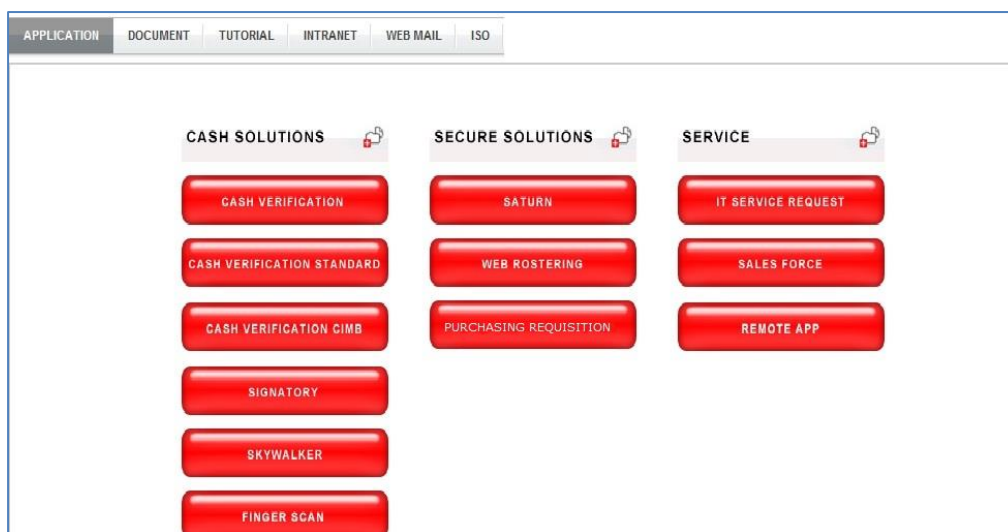 APPLICATION DOCUMENT TUTORIAL INTRANET WEB MAIL ISO
CASH SOLUTIONS
CASH VERIFICATION
CASH VERIFICATION STANDARD
CASH VERIFICATION CIMB
SIGNATORY
SKYWALKER
FINGER SCAN
SECURE SOLUTIONS
SATURN
WEB ROSTERING
PURCHASING REQUISITION
SERVICE
IT SERVICE REQUEST
SALES FORCE
REMOTE APP